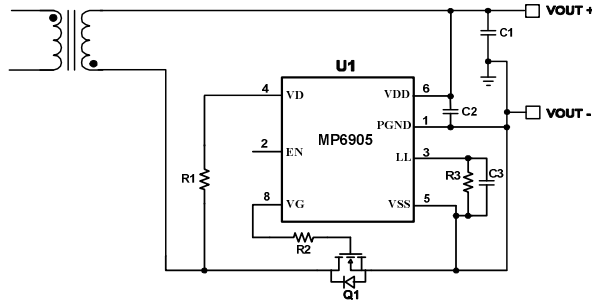 VOUT +
C1
U1
4
VD
VDD
6
C2
VOUT -
PGND
1
MP6905
2
EN
LL
3
R1
R3
C3
8
VG
VSS
5
R2
Q1